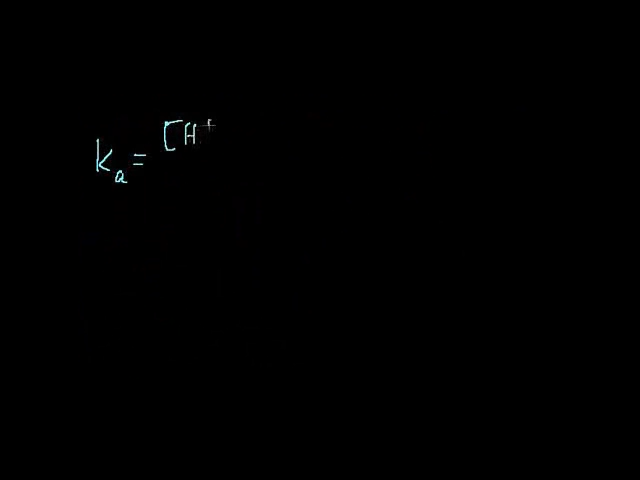 Ka = [H+